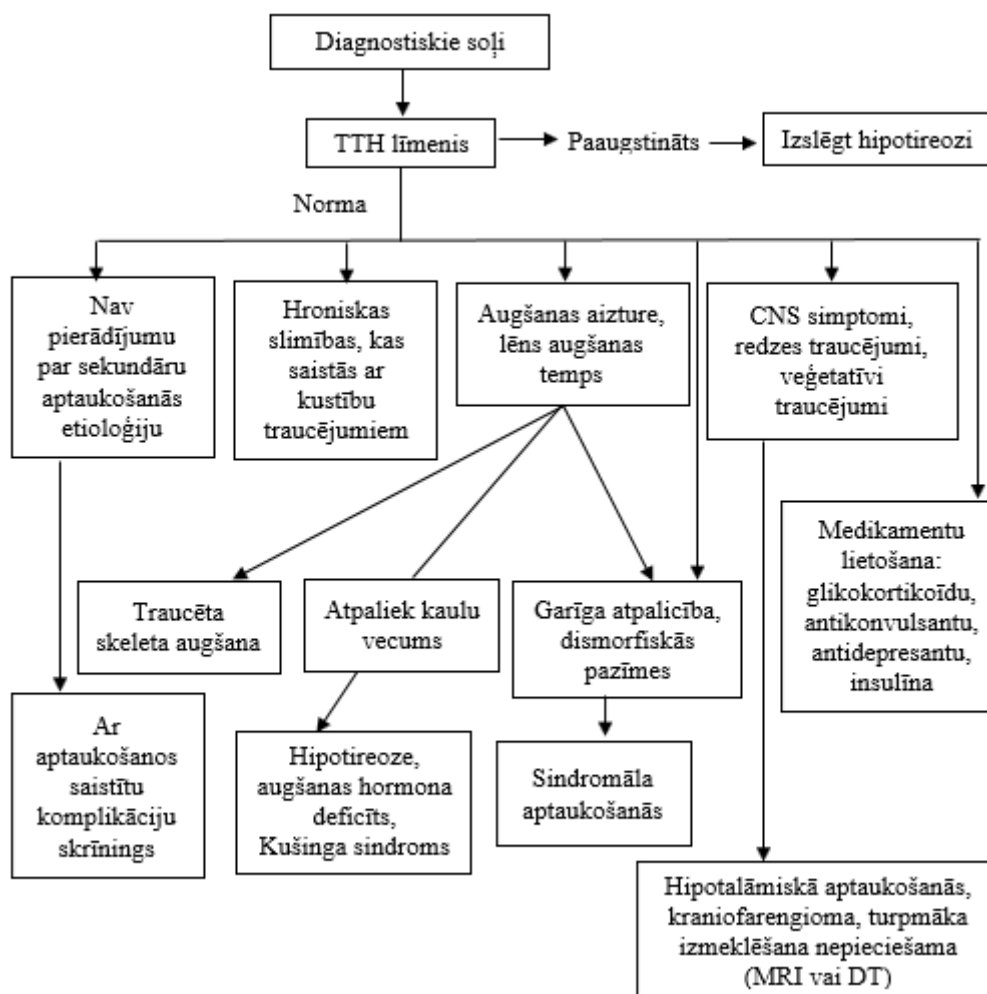 Diagnostiskie soļi
TTH līmenis
Paaugstināts
Izslēgt hipotireozi
Norma
Nav
pierādījumu
par sekundāru
aptaukošanās
etioloģiju
Hroniskas
slimības, kas
saistās ar
kustību
traucējumiem
Augšanas aizture,
lēns augšanas
temps
CNS simptomi,
redzes traucējumi,
veģetatīvi
traucējumi
Medikamentu
lietošana:
glikokortikoīdu,
antikonvulsantu,
antidepresantu,
insulīna
Traucēta
skeleta augšana
Atpaliek kaulu
vecums
Garīga atpalicība,
dismorfiskās
pazīmes
Ar
aptaukošanos
saistītu
komplikāciju
skrīnings
Hipotireoze,
augšanas hormona
deficīts,
Kušinga sindroms
Sindromāla
aptaukošanās
Hipotalāmiskā aptaukošanās,
kraniofarengioma, turpmāka
izmeklēšana nepieciešama
(MRI vai DT)